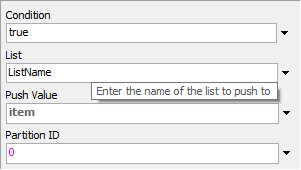 Condition
true
List
ListName
Enter the name of the list to push to
Push Value
item
Partition ID
0